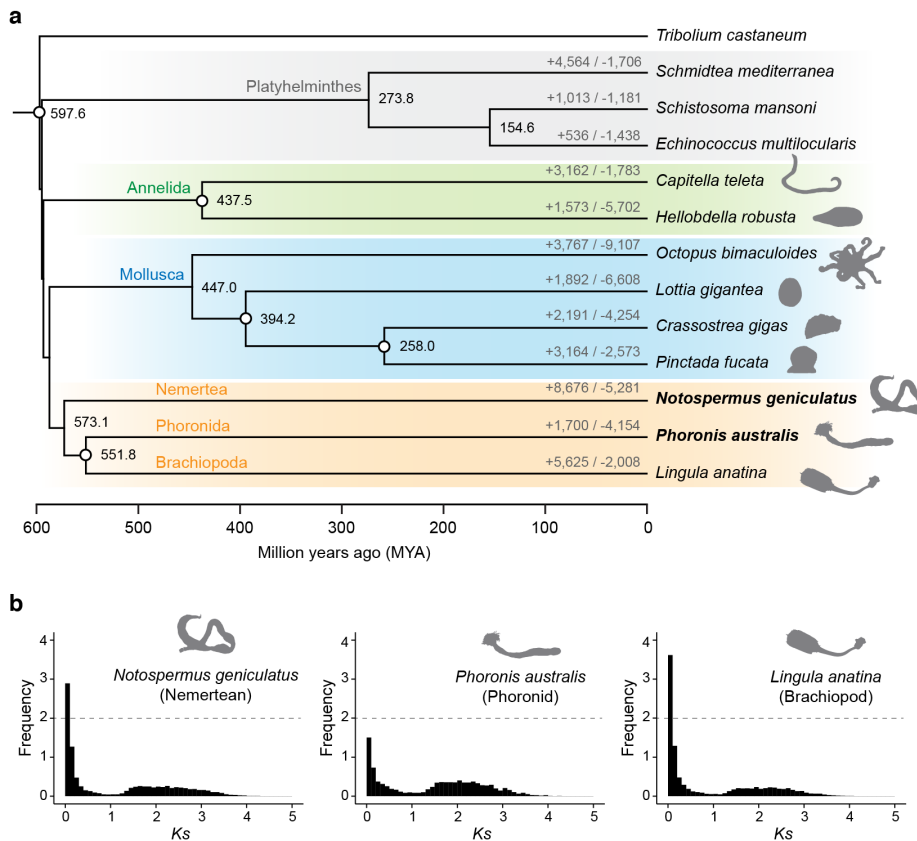 a
Tribolium castaneum
+4,564 / -1,706
Platyhelminthes
273.8
Schmidtea mediterranea
+1,013 / -1,181
Schistosoma mansoni
597.6
154.6
+536 / -1,438
Echinococcus multilocularis
+3,162 / -1,783
Annelida
437.5
Capitella teleta
+1,573 / -5,702
Hellobdella robusta
+3,767 / -9,107
Octopus bimaculoides
Mollusca
447.0
+1,892 / -6,608
Lottia gigantea
394.2
+2,191 / -4,254
Crassostrea gigas
258.0
+3,164 / -2,573
Pinctada fucata
Nemertea
+8,676 / -5,281
Notospermus geniculatus
573.1
Phoronida
+1,700 / -4,154
Phoronis australis
551.8
Brachiopoda
+5,625 / -2,008
Lingula anatina
600 500 400 300 200 100 0
Million years ago (MYA)
b
Notospermus geniculatus
(Nemertean)
Frequency
4
3
2
1
0
0 1 2 3 4 5
Ks
Phoronis australis
(Phoronid)
Frequency
4
3
2
1
0
0 1 2 3 4 5
Ks
Lingula anatina
(Brachiopod)
Frequency
4
3
2
1
0
0 1 2 3 4 5
Ks